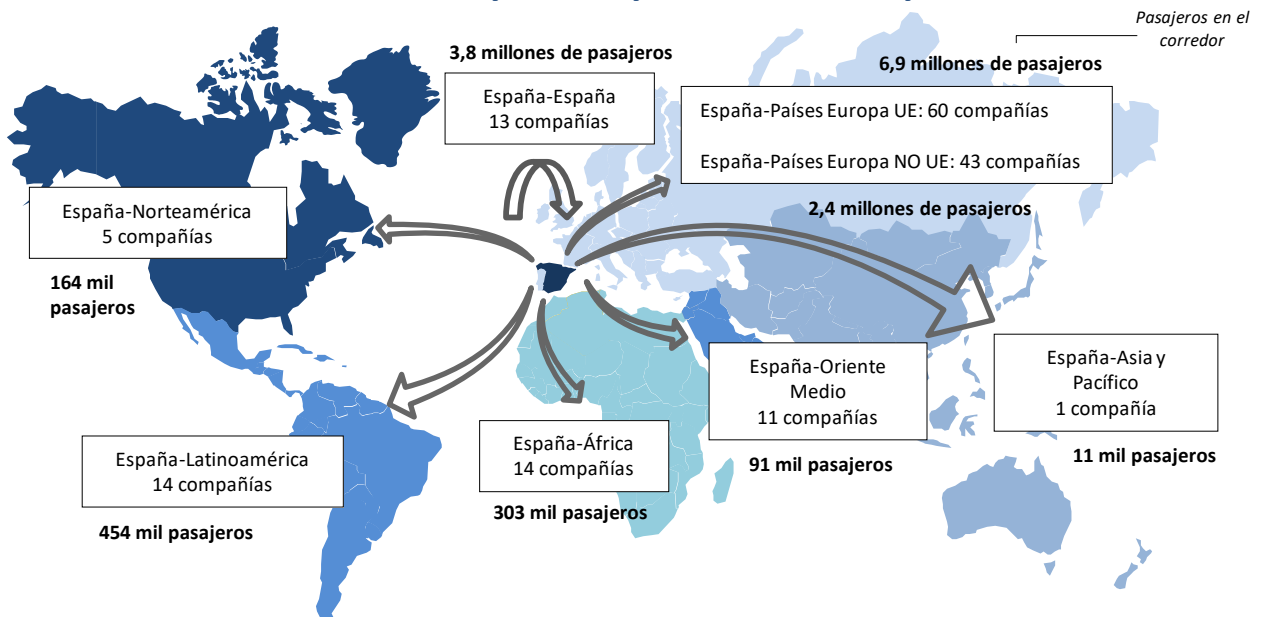 Pasajeros en el
corredor
3,8 millones de pasajeros
España-España
13 compañías
6,9 millones de pasajeros
España-Países Europa UE: 60 compañías
España-Países Europa NO UE: 43 compañías
2,4 millones de pasajeros
España-Norteamérica
5 compañías
164 mil
pasajeros
España-Latinoamérica
14 compañías
454 mil pasajeros
España-África
14 compañías
303 mil pasajeros
España-Oriente
Medio
11 compañías
91 mil pasajeros
España-Asia y
Pacífico
1 compañía
11 mil pasajeros